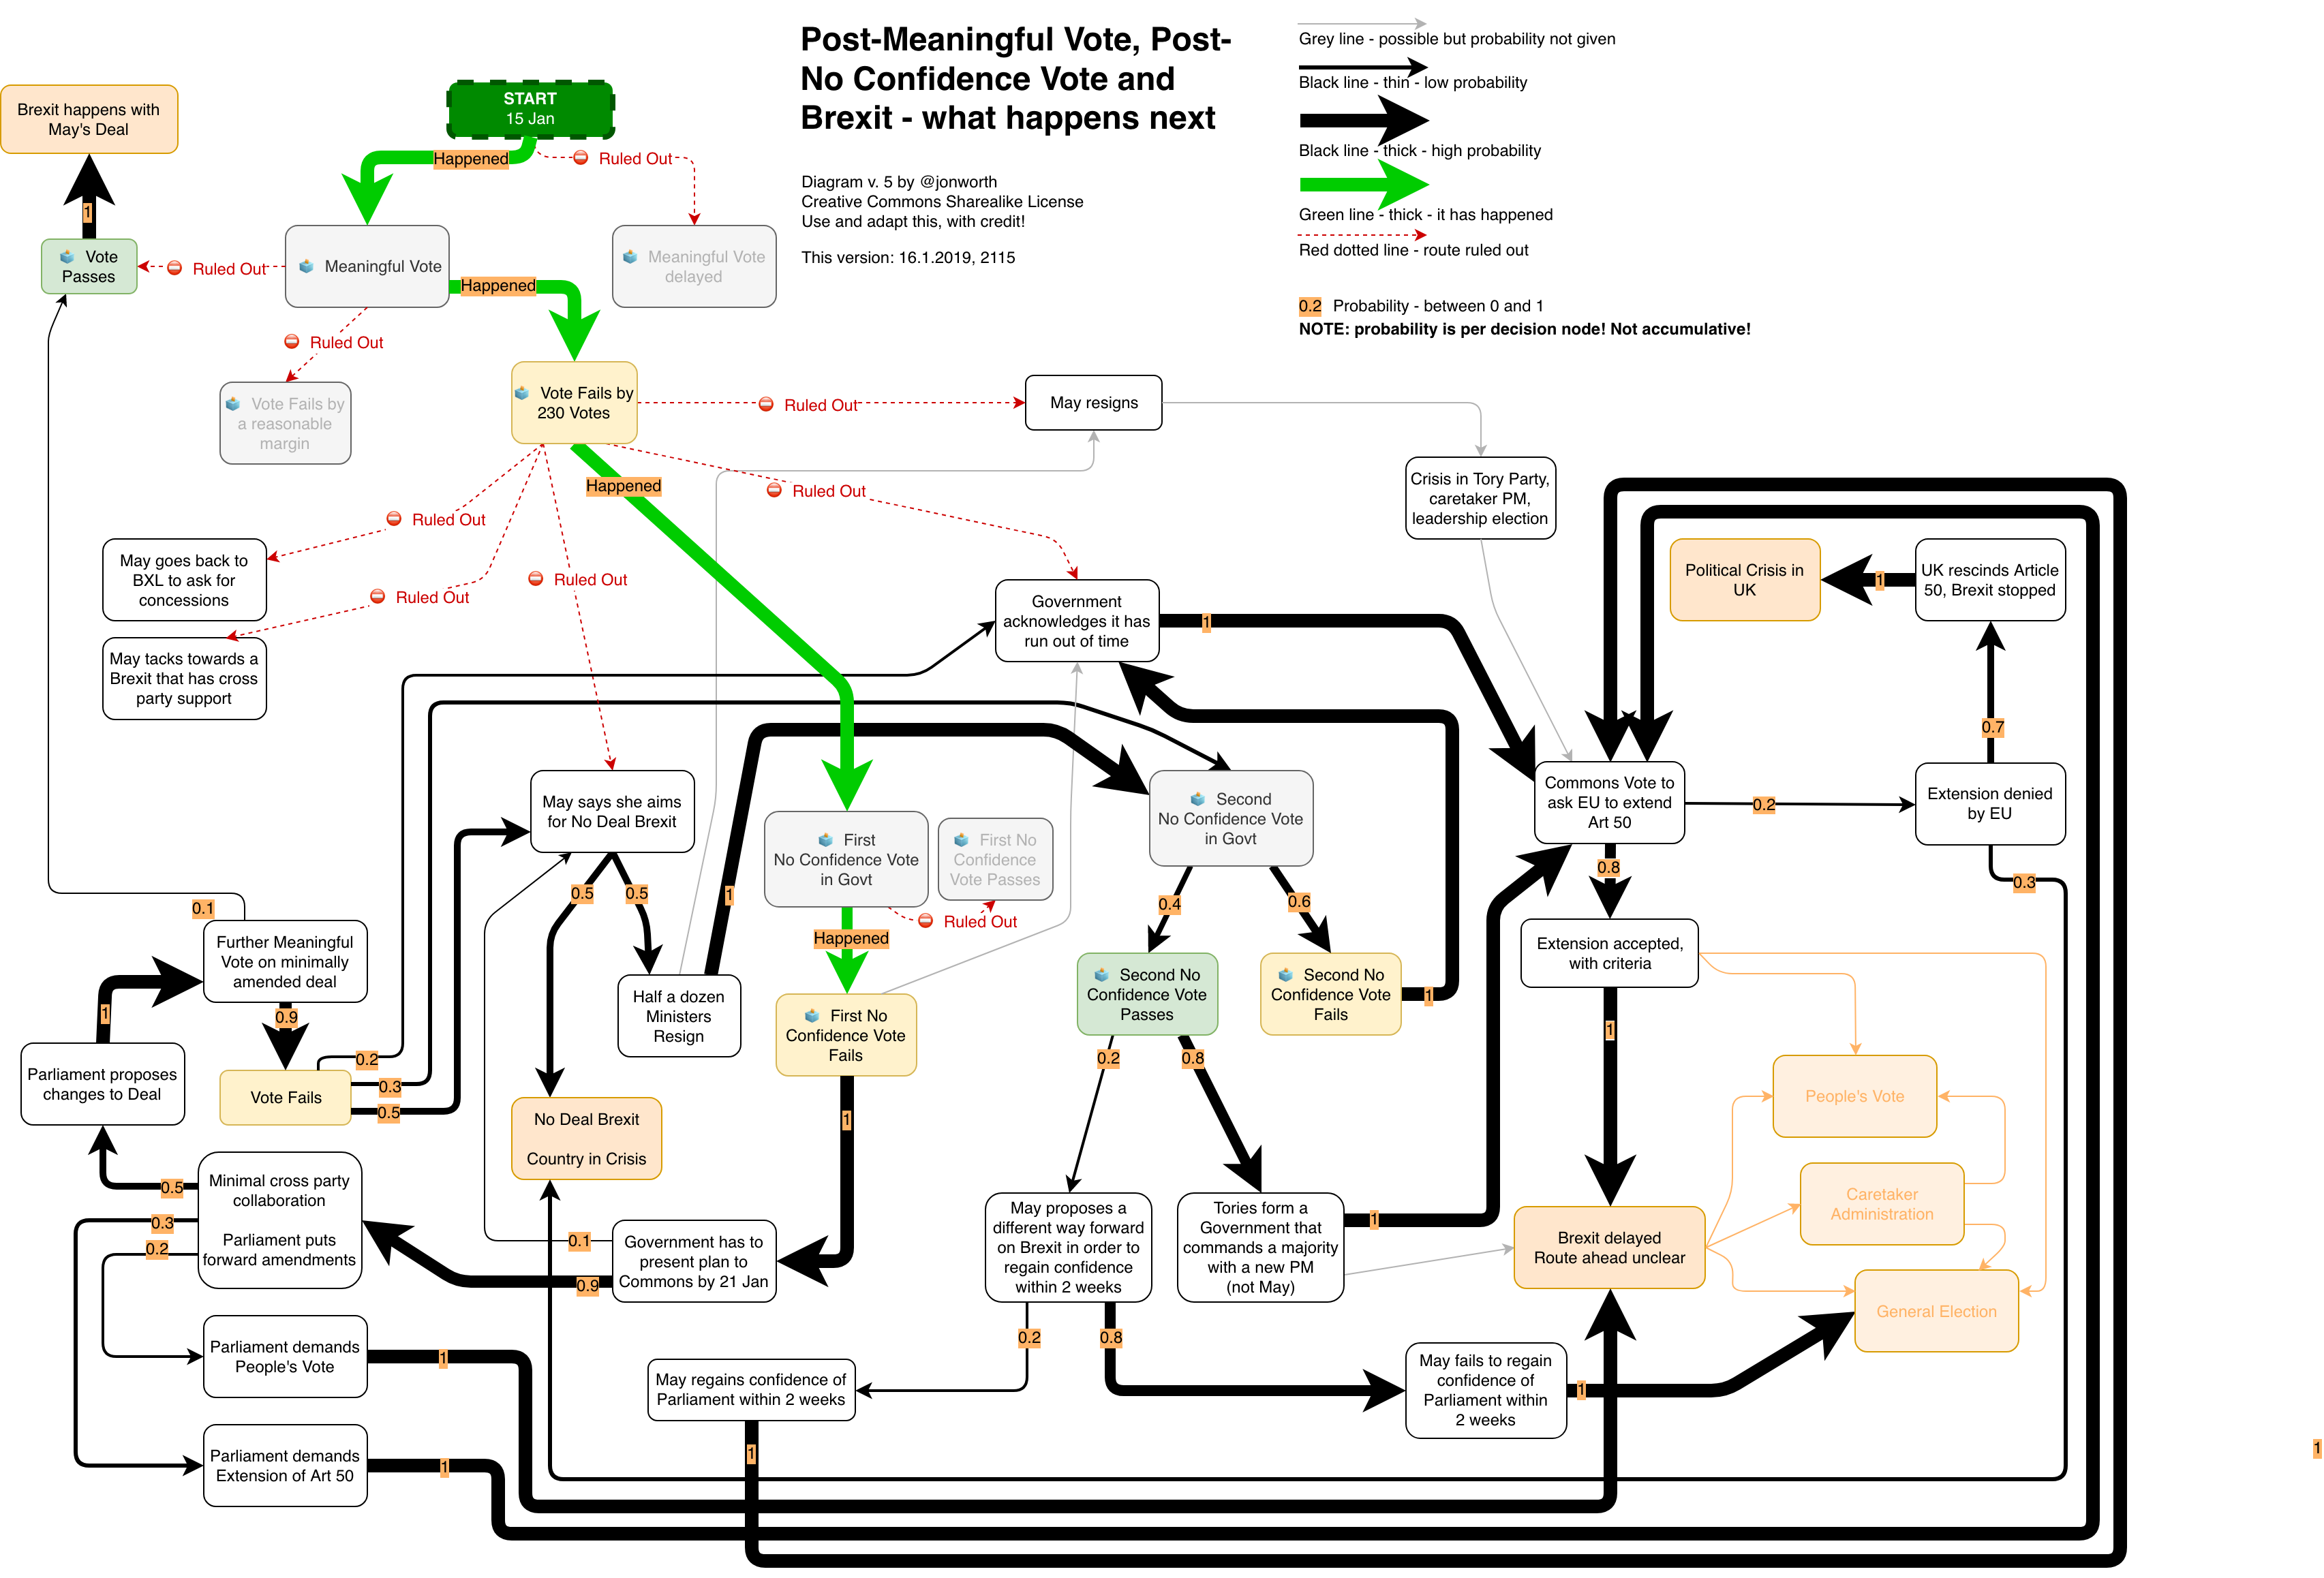 Post-Meaningful Vote, Post-
No Confidence Vote and
Brexit - what happens next
Diagram v. 5 by @jonworth
Creative Commons Sharealike License
Use and adapt this, with credit!
This version: 16.1.2019, 2115
Grey line - possible but probability not given
Black line - thin - low probability
Black line - thick - high probability
Green line - thick - it has happened
Red dotted line - route ruled out
0.2 Probability - between 0 and 1
NOTE: probability is per decision node! Not accumulative!
START
15 Jan
Happened
Ruled Out
Brexit happens with
May's Deal
1
Vote
Passes
Ruled Out
Meaningful Vote
Meaningful Vote
delayed
Happened
Ruled Out
Vote Fails by
a reasonable
margin
Vote Fails by
230 Votes
Ruled Out
May resigns
Happened
Ruled Out
Ruled Out
Ruled Out
Ruled Out
Crisis in Tory Party,
caretaker PM,
leadership election
May goes back to
BXL to ask for
concessions
May tacks towards a
Brexit that has cross
party support
Government
acknowledges it has
run out of time
1
Political Crisis in
UK
1
UK rescinds Article
50, Brexit stopped
0.7
May says she aims
for No Deal Brexit
0.5
0.5
1
First
No Confidence Vote
in Govt
First No
Confidence
Vote Passes
Ruled Out
Happened
Second
No Confidence Vote
in Govt
0.4
0.6
Commons Vote to
ask EU to extend
Art 50
0.2
0.8
Extension denied
by EU
0.3
0.1
Further Meaningful
Vote on minimally
amended deal
0.9
1
Half a dozen
Ministers
Resign
First No
Confidence Vote
Fails
1
Second No
Confidence Vote
Passes
0.2
0.8
Second No
Confidence Vote
Fails
1
Extension accepted,
with criteria
1
Parliament proposes
changes to Deal
Vote Fails
0.2
0.3
0.5
People's Vote
No Deal Brexit
Country in Crisis
Minimal cross party
collaboration
Parliament puts
forward amendments
0.5
0.3
0.2
0.1
0.9
Government has to
present plan to
Commons by 21 Jan
May proposes a
different way forward
on Brexit in order to
regain confidence
within 2 weeks
0.2
0.8
Tories form a
Government that
commands a majority
with a new PM
(not May)
1
Brexit delayed
Route ahead unclear
Caretaker
Administration
General Election
Parliament demands
People's Vote
1
May regains confidence of
Parliament within 2 weeks
1
May fails to regain
confidence of
Parliament within
2 weeks
1
Parliament demands
Extension of Art 50
1
1